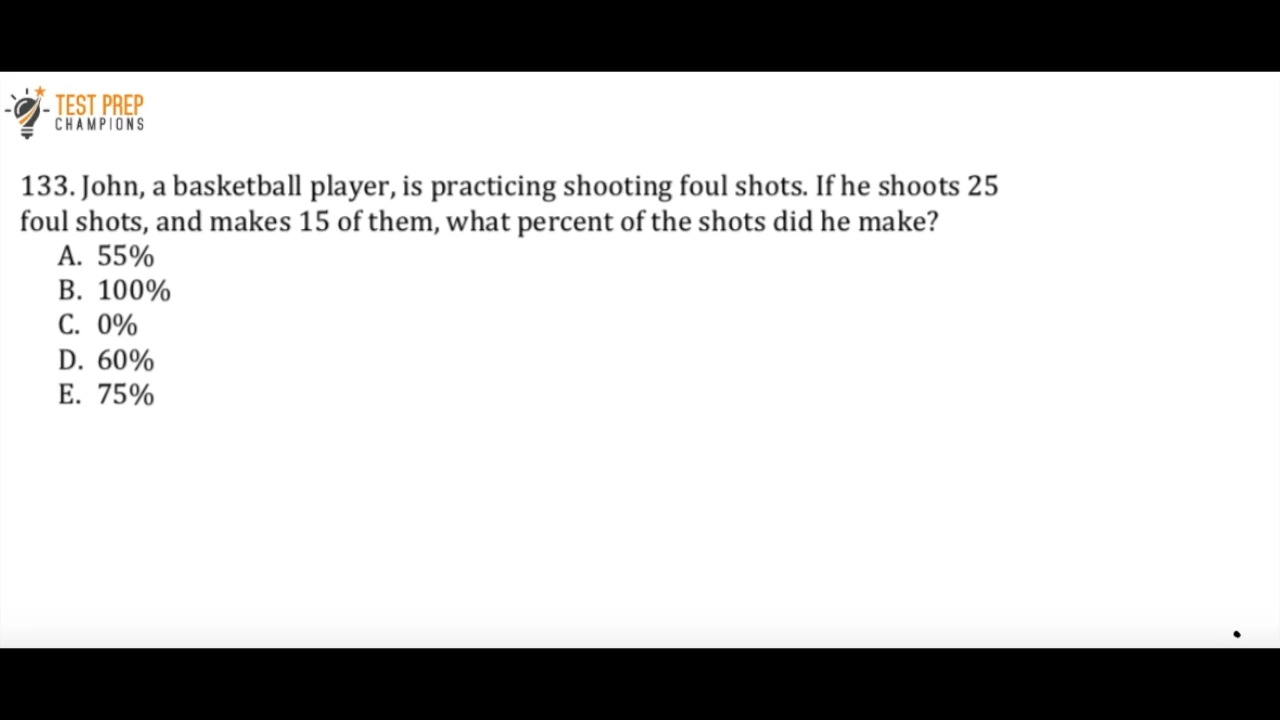 TEST PREP
CHAMPIONS
133. John, a basketball player, is practicing shooting foul shots. If he shoots 25
foul shots, and makes 15 of them, what percent of the shots did he make?
A. 55%
B. 100%
C. 0%
D. 60%
E. 75%